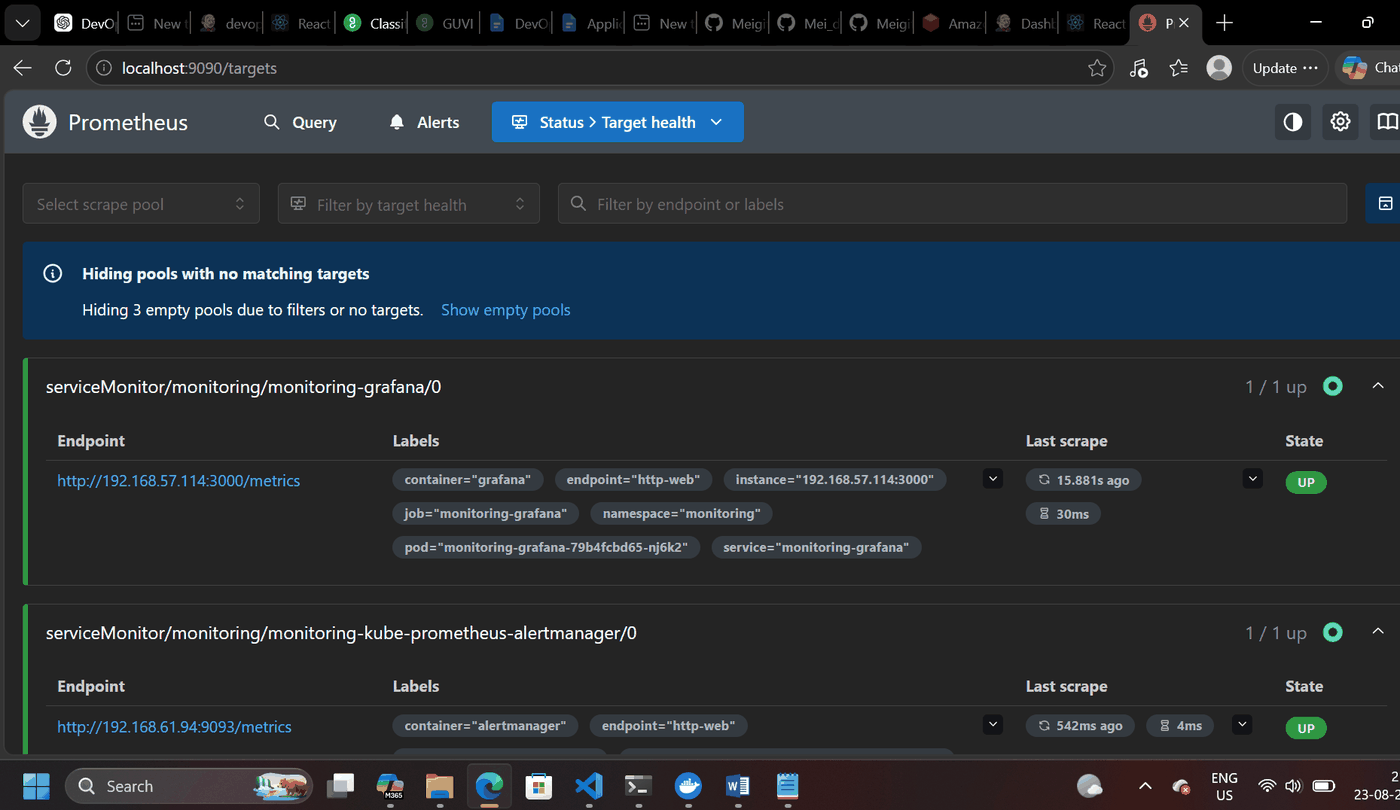 DevO New t devop React Classi GUVI DevO Applic New t Meigi Mei_d Meigi Amaz Dashb React P
localhost:9090/targets Update Chat
Prometheus Query Alerts Status > Target health
Select scrape pool Filter by target health Filter by endpoint or labels
Hiding pools with no matching targets
Hiding 3 empty pools due to filters or no targets. Show empty pools
serviceMonitor/monitoring/monitoring-grafana/0 1 / 1 up
Endpoint Labels Last scrape State
http://192.168.57.114:3000/metrics container="grafana" endpoint="http-web" instance="192.168.57.114:3000" 15.881s ago UP
job="monitoring-grafana" namespace="monitoring" 30ms
pod="monitoring-grafana-79b4fcbd65-nj6k2" service="monitoring-grafana"
serviceMonitor/monitoring/monitoring-kube-prometheus-alertmanager/0 1 / 1 up
Endpoint Labels Last scrape State
http://192.168.61.94:9093/metrics container="alertmanager" endpoint="http-web" 542ms ago 4ms UP
Search M365 ENG 2
US 23-08-2